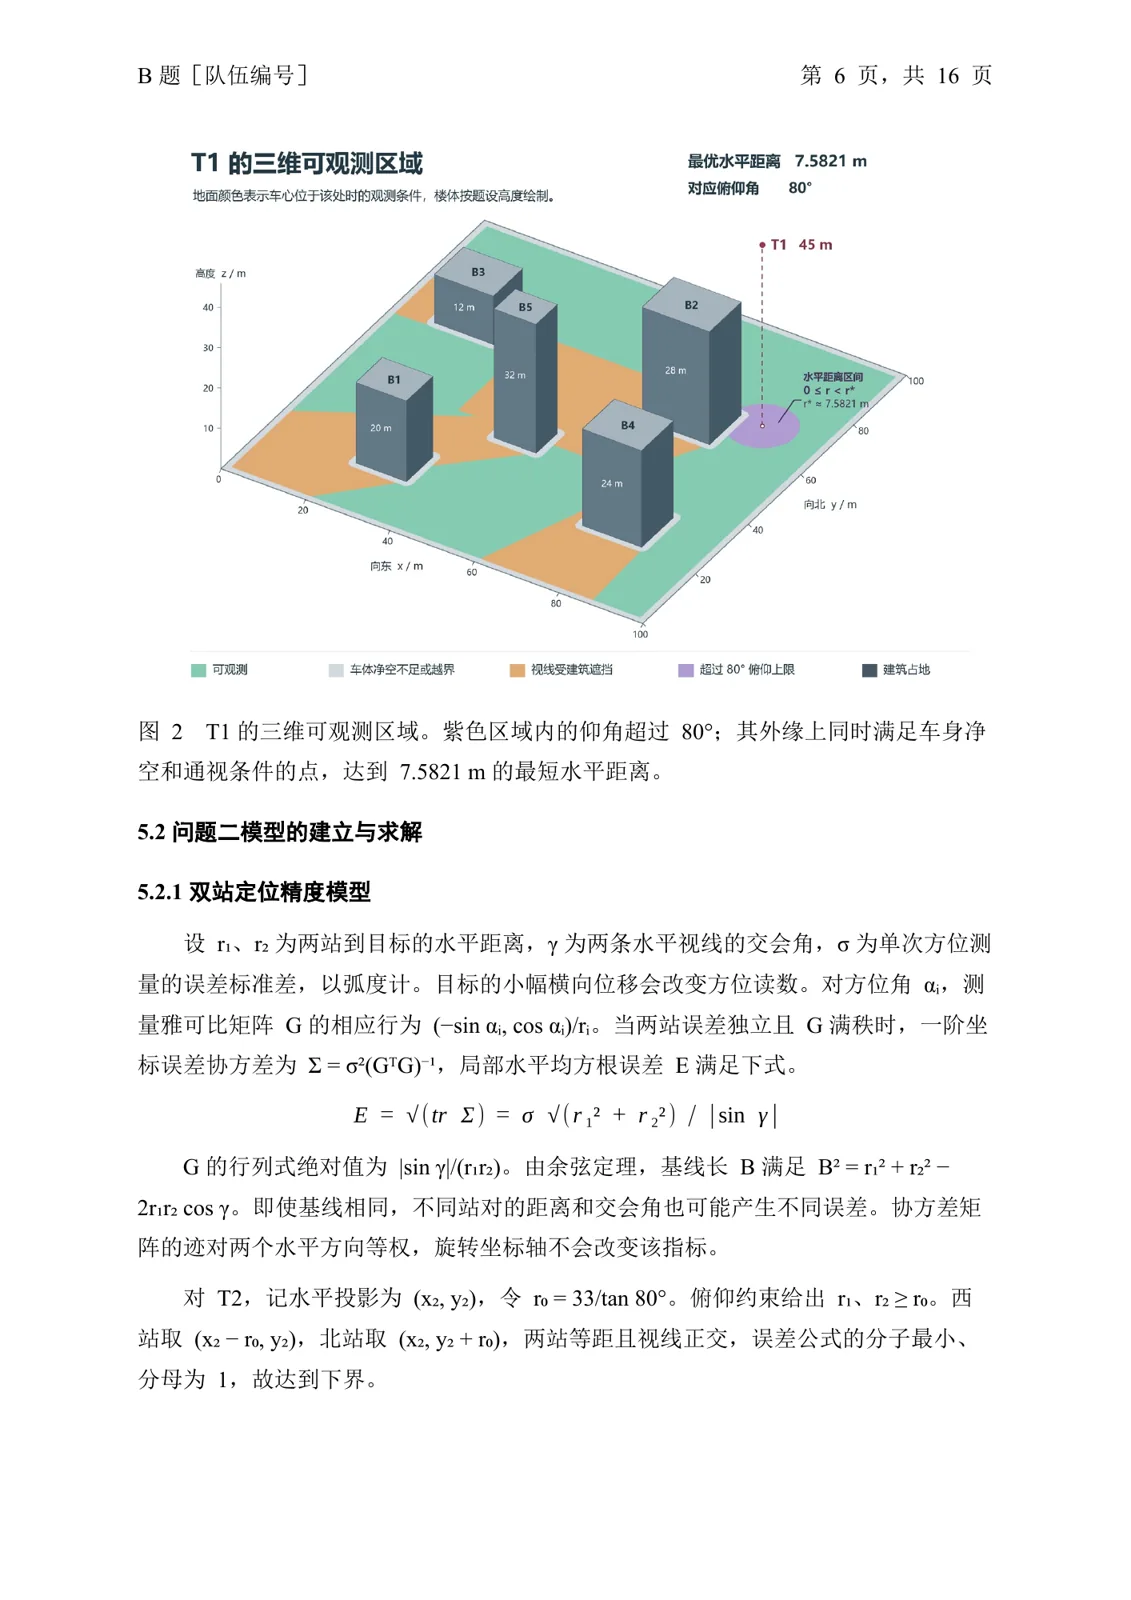 B 题［队伍编号］
第 6 页，共 16 页
T1 的三维可观测区域
地面颜色表示车心位于该处时的观测条件，楼体按题设高度绘制。
最优水平距离 7.5821 m
对应俯仰角 80°
T1 45 m
高度 z / m
40
30
20
10
0
B3
12 m
B5
32 m
B2
28 m
B1
20 m
B4
24 m
水平距离区间
0 ≤ r < r*
r* ≈ 7.5821 m
100
80
60
向北 y / m
40
20
20
40
向东 x / m
60
80
100
可观测
车体净空不足或越界
视线受建筑遮挡
超过 80° 俯仰上限
建筑占地
图 2 T1 的三维可观测区域。紫色区域内的仰角超过 80°；其外缘上同时满足车身净
空和通视条件的点，达到 7.5821 m 的最短水平距离。
5.2 问题二模型的建立与求解
5.2.1 双站定位精度模型
设 r₁、r₂ 为两站到目标的水平距离，γ 为两条水平视线的交会角，σ 为单次方位测
量的误差标准差，以弧度计。目标的小幅横向位移会改变方位读数。对方位角 αᵢ，测
量雅可比矩阵 G 的相应行为 (−sin αᵢ, cos αᵢ)/rᵢ。当两站误差独立且 G 满秩时，一阶坐
标误差协方差为 Σ = σ²(GᵀG)⁻¹，局部水平均方根误差 E 满足下式。
E = √(tr Σ) = σ √(r₁² + r₂²) / |sin γ|
G 的行列式绝对值为 |sin γ|/(r₁r₂)。由余弦定理，基线长 B 满足 B² = r₁² + r₂² −
2r₁r₂ cos γ。即使基线相同，不同站对的距离和交会角也可能产生不同误差。协方差矩
阵的迹对两个水平方向等权，旋转坐标轴不会改变该指标。
对 T2，记水平投影为 (x₂, y₂)，令 r₀ = 33/tan 80°。俯仰约束给出 r₁、r₂ ≥ r₀。西
站取 (x₂ − r₀, y₂)，北站取 (x₂, y₂ + r₀)，两站等距且视线正交，误差公式的分子最小、
分母为 1，故达到下界。